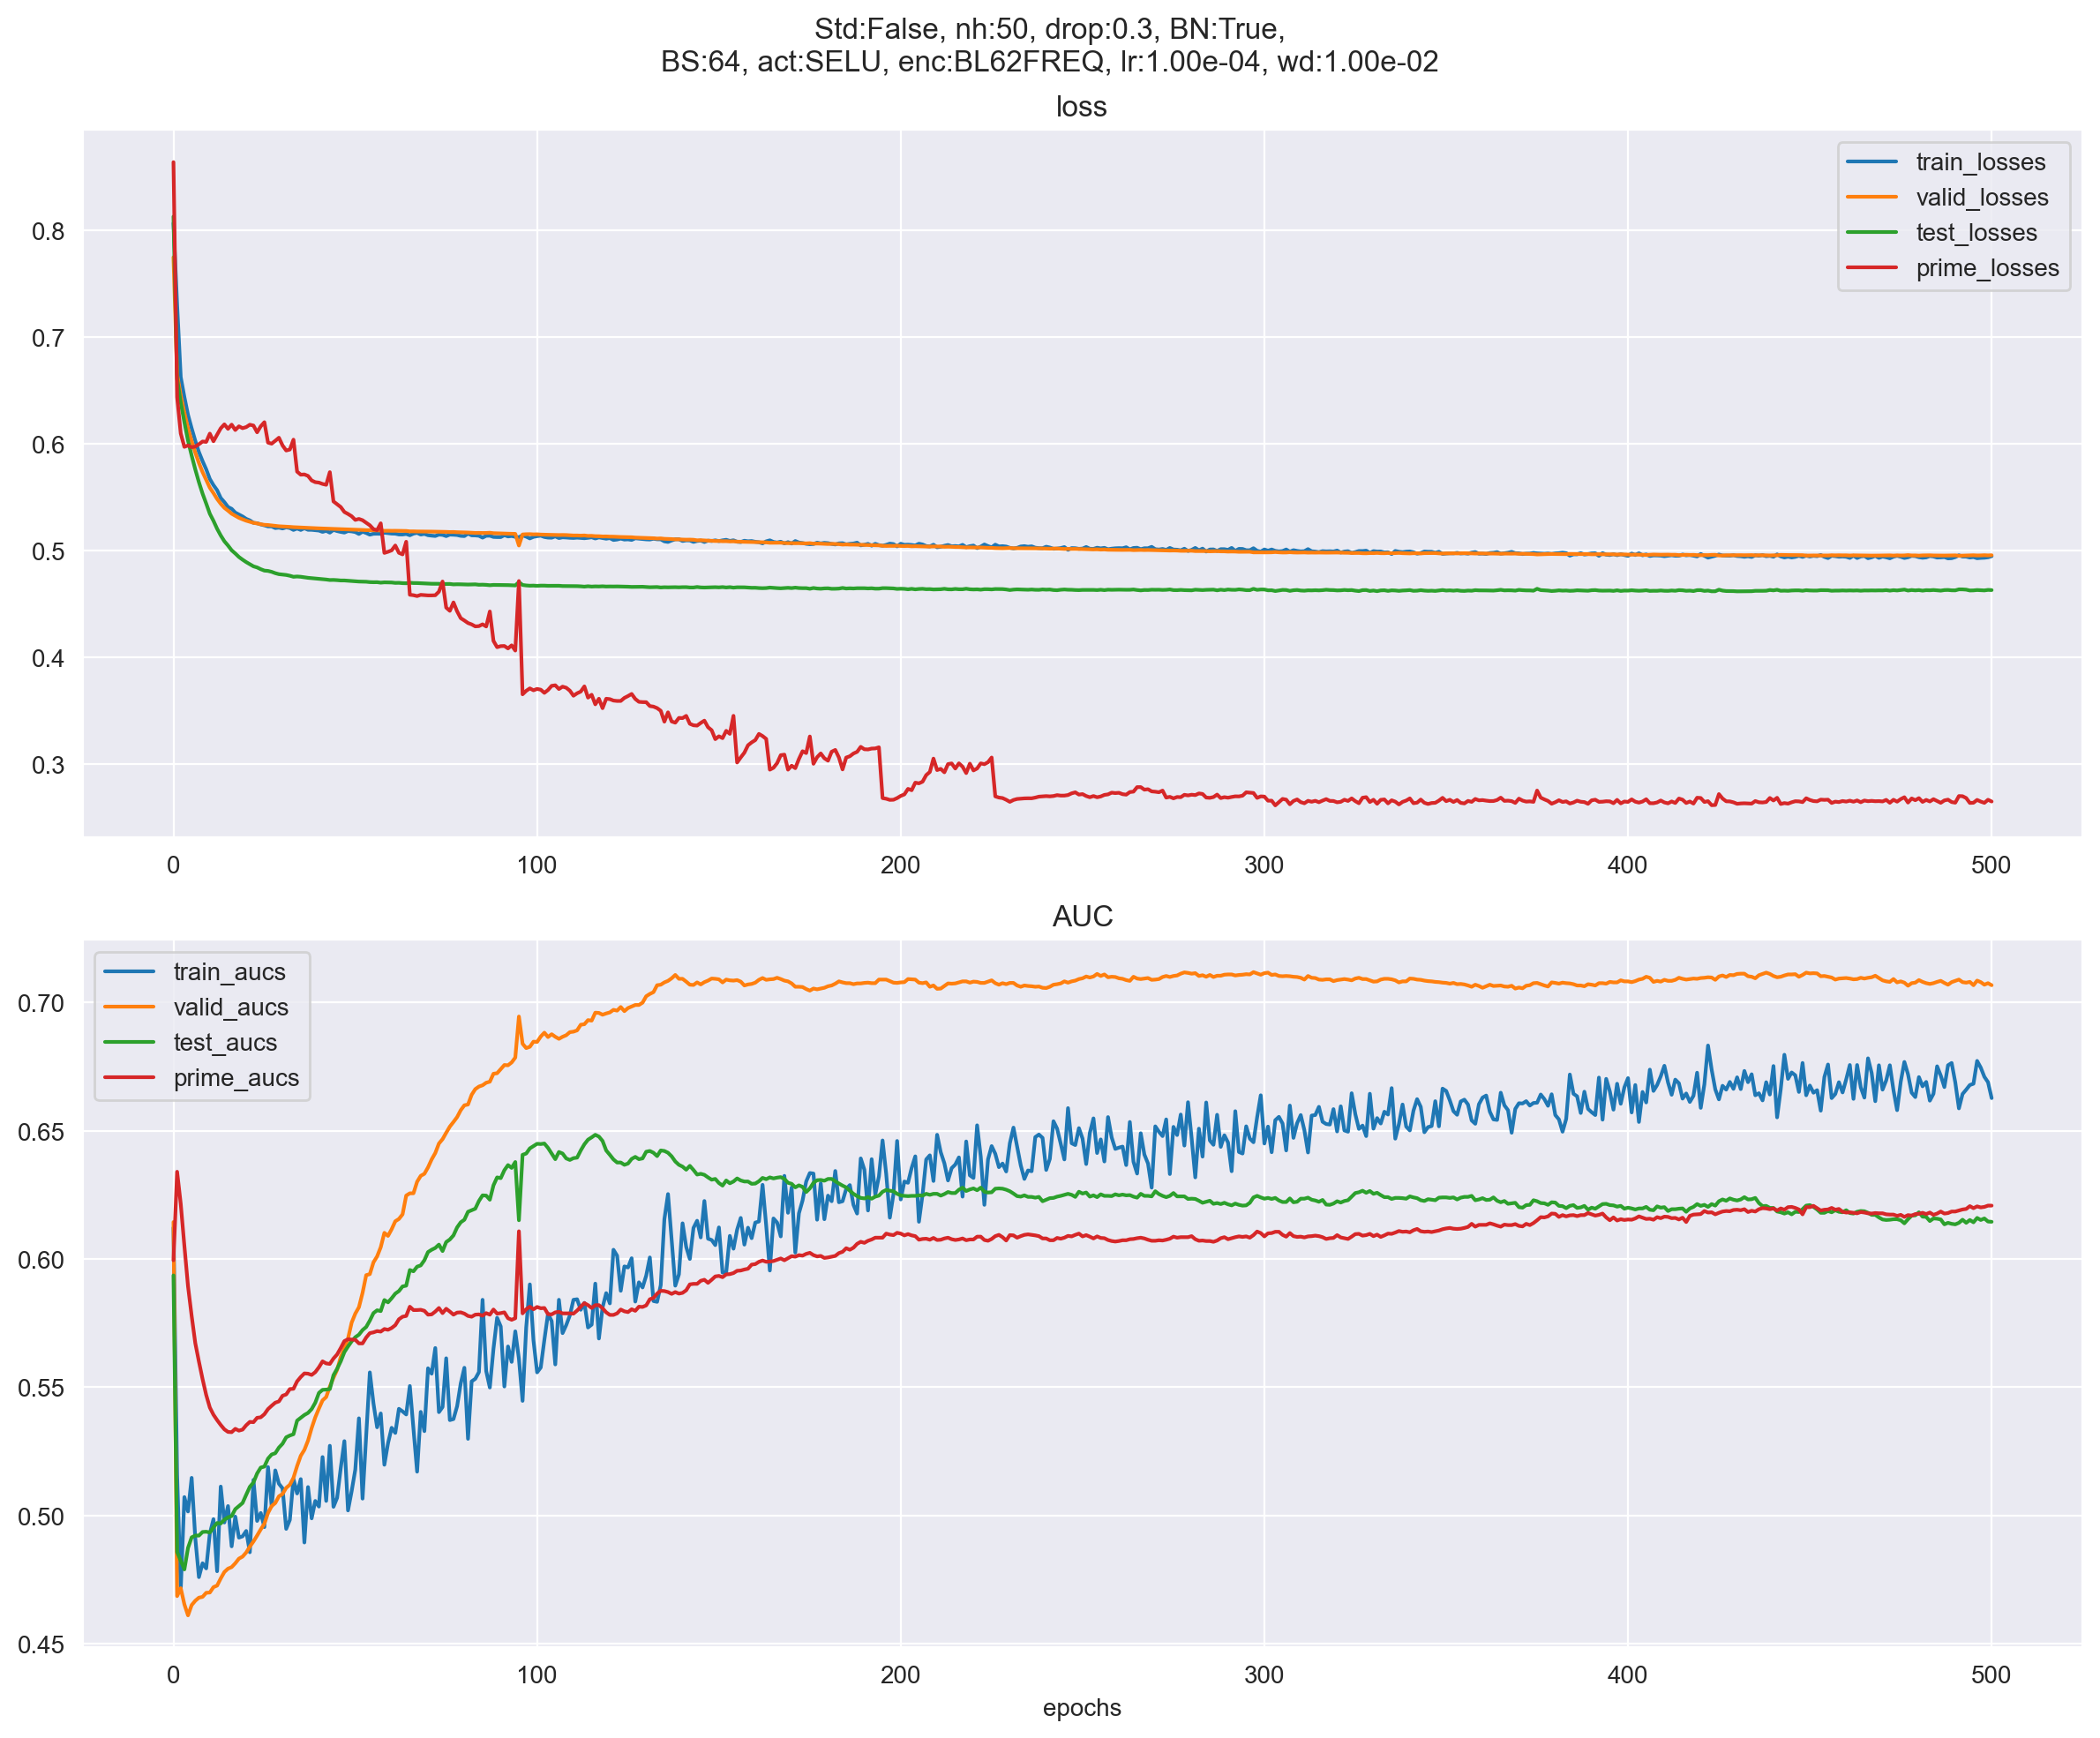 Std:False, nh:50, drop:0.3, BN:True,
BS:64, act:SELU, enc:BL62FREQ, lr:1.00e-04, wd:1.00e-02
loss
train_losses
valid_losses
test_losses
prime_losses
0.8
0.7
0.6
0.5
0.4
0.3
0 100 200 300 400 500
AUC
train_aucs
valid_aucs
test_aucs
prime_aucs
0.70
0.65
0.60
0.55
0.50
0.45
0 100 200 300 400 500
epochs